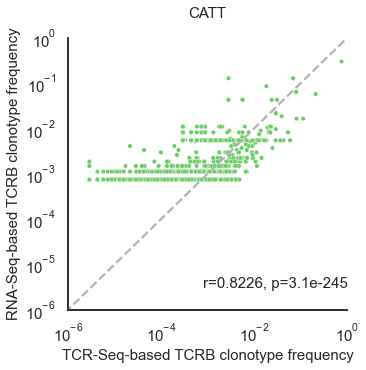 CATT
RNA-Seq-based TCRB clonotype frequency
10^0
10^−1
10^−2
10^−3
10^−4
10^−5
10^−6
r=0.8226, p=3.1e-245
10^−6 10^−4 10^−2 10^0
TCR-Seq-based TCRB clonotype frequency